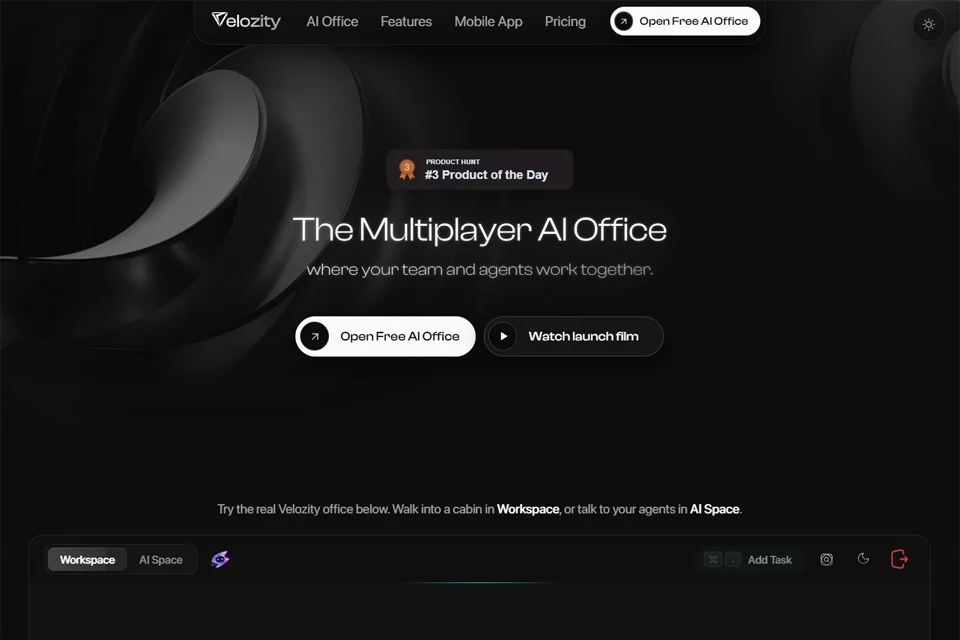 Velozity
AI Office
Features
Mobile App
Pricing
Open Free AI Office
3
PRODUCT HUNT
#3 Product of the Day
The Multiplayer AI Office
where your team and agents work together.
Open Free AI Office
Watch launch film
Try the real Velozity office below. Walk into a cabin in Workspace, or talk to your agents in AI Space.
Workspace
AI Space
⌘ . Add Task